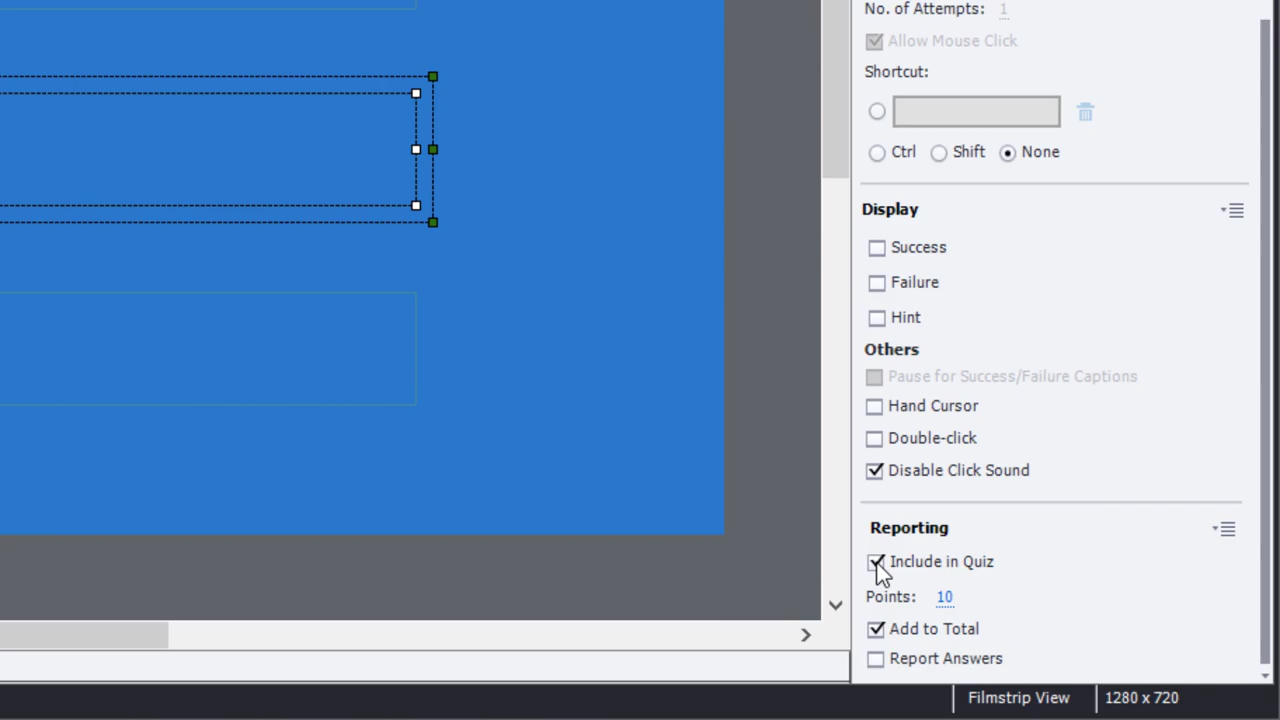 No. of Attempts: 1
Allow Mouse Click
Shortcut:
Ctrl Shift None
Display
Success
Failure
Hint
Others
Pause for Success/Failure Captions
Hand Cursor
Double-click
Disable Click Sound
Reporting
Include in Quiz
Points: 10
Add to Total
Report Answers
Filmstrip View 1280 x 720